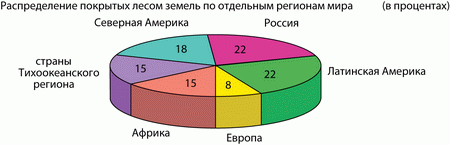 Распределение покрытых лесом земель по отдельным регионам мира (в процентах)
Северная Америка
Россия
18
22
страны
Тихоокеанского
региона
15
22
Латинская Америка
15
8
Африка
Европа